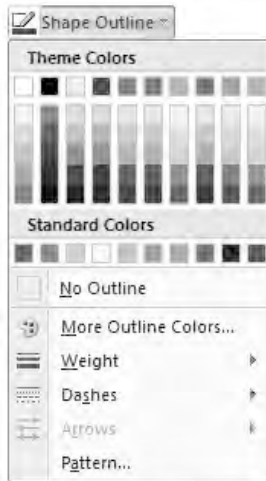 Shape Outline
Theme Colors
Standard Colors
No Outline
More Outline Colors...
Weight
Dashes
Arrows
Pattern...